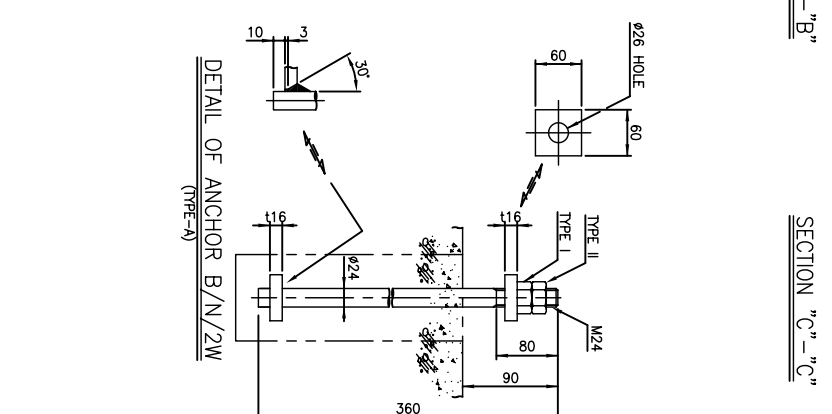 -"B"
SECTION "C"-"C"
10
3
30°
60
ø26 HOLE
60
DETAIL OF ANCHOR B/N/2W
(TYPE-A)
t16
ø24
t16
TYPE I
TYPE II
M24
80
90
360